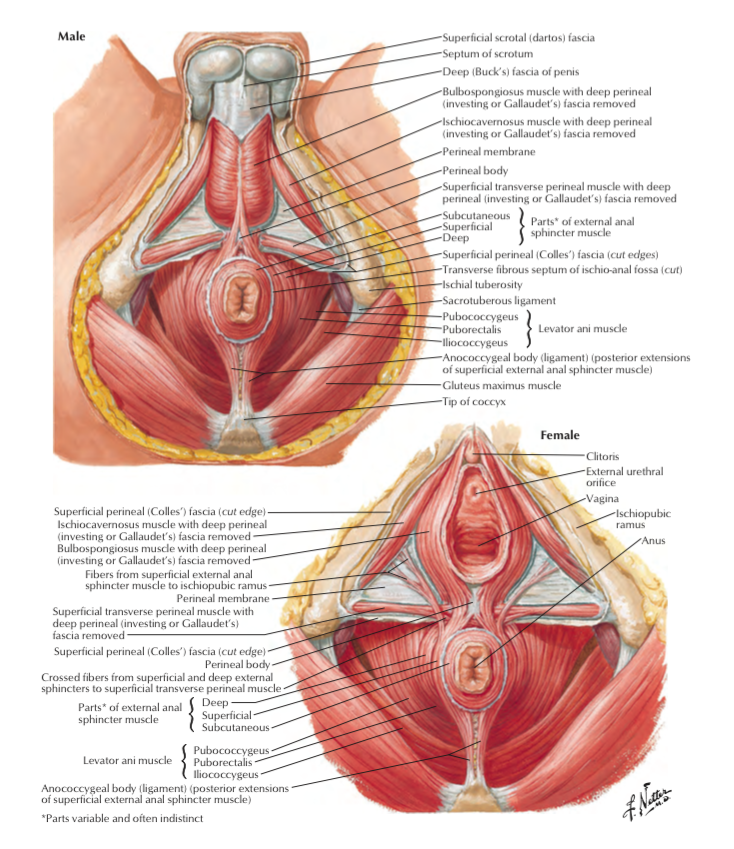 Male
Superficial scrotal (dartos) fascia
Septum of scrotum
Deep (Buck's) fascia of penis
Bulbospongiosus muscle with deep perineal
(investing or Gallaudet's) fascia removed
Ischiocavernosus muscle with deep perineal
(investing or Gallaudet's) fascia removed
Perineal membrane
Perineal body
Superficial transverse perineal muscle with deep
perineal (investing or Gallaudet's) fascia removed
Subcutaneous
Superficial
Deep
Parts* of external anal
sphincter muscle
Superficial perineal (Colles') fascia (cut edges)
Transverse fibrous septum of ischio-anal fossa (cut)
Ischial tuberosity
Sacrotuberous ligament
Pubococcygeus
Puborectalis
Iliococcygeus
Levator ani muscle
Anococcygeal body (ligament) (posterior extensions
of superficial external anal sphincter muscle)
Gluteus maximus muscle
Tip of coccyx
Female
Clitoris
External urethral
orifice
Vagina
Ischiopubic
ramus
Anus
Superficial perineal (Colles') fascia (cut edge)
Ischiocavernosus muscle with deep perineal
(investing or Gallaudet's) fascia removed
Bulbospongiosus muscle with deep perineal
(investing or Gallaudet's) fascia removed
Fibers from superficial external anal
sphincter muscle to ischiopubic ramus
Perineal membrane
Superficial transverse perineal muscle with
deep perineal (investing or Gallaudet's)
fascia removed
Superficial perineal (Colles') fascia (cut edge)
Perineal body
Crossed fibers from superficial and deep external
sphincters to superficial transverse perineal muscle
Parts* of external anal
sphincter muscle
Deep
Superficial
Subcutaneous
Levator ani muscle
Pubococcygeus
Puborectalis
Iliococcygeus
Anococcygeal body (ligament) (posterior extensions
of superficial external anal sphincter muscle)
*Parts variable and often indistinct
F. Netter
M.D.